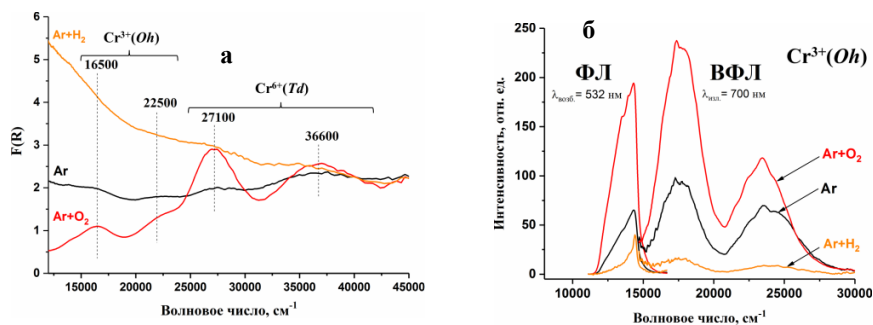 а
Ar+H₂
Cr³⁺(Oh)
16500
22500
Cr⁶⁺(Td)
27100
36600
Ar
Ar+O₂
F(R)
0
1
2
3
4
5
6
15000 20000 25000 30000 35000 40000 45000
Волновое число, см⁻¹
б
Cr³⁺(Oh)
ФЛ
λвозб.= 532 нм
ВФЛ
λизл.= 700 нм
Ar+O₂
Ar
Ar+H₂
Интенсивность, отн. ед.
250
200
150
100
50
0
10000 15000 20000 25000 30000
Волновое число, см⁻¹